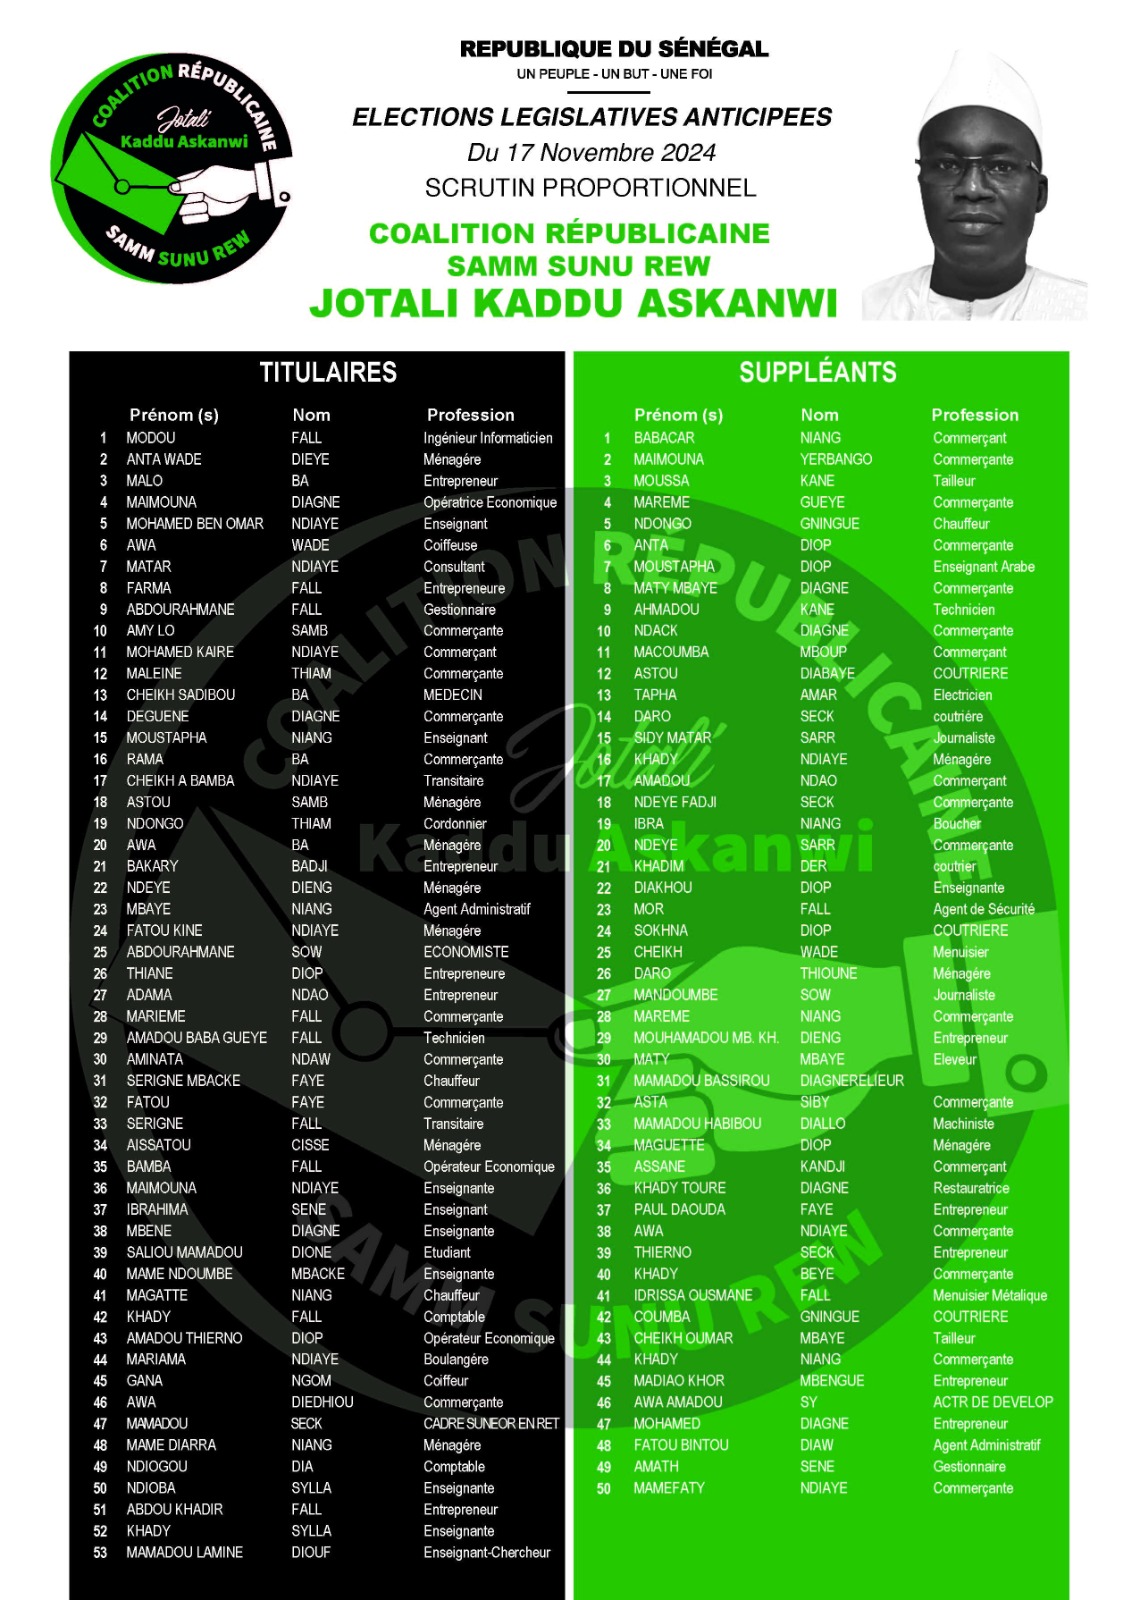 COALITION RÉPUBLICAINE
Jotali
Kaddu Askanwi
SAMM SUNU REW
REPUBLIQUE DU SÉNÉGAL
UN PEUPLE - UN BUT - UNE FOI
ELECTIONS LEGISLATIVES ANTICIPEES
Du 17 Novembre 2024
SCRUTIN PROPORTIONNEL
COALITION RÉPUBLICAINE
SAMM SUNU REW
JOTALI KADDU ASKANWI
TITULAIRES
Prénom (s) Nom Profession
1 MODOU FALL Ingénieur Informaticien
2 ANTA WADE DIEYE Ménagére
3 MALO BA Entrepreneur
4 MAIMOUNA DIAGNE Opératrice Economique
5 MOHAMED BEN OMAR NDIAYE Enseignant
6 AWA WADE Coiffeuse
7 MATAR NDIAYE Consultant
8 FARMA FALL Entrepreneure
9 ABDOURAHMANE FALL Gestionnaire
10 AMY LO SAMB Commerçante
11 MOHAMED KAIRE NDIAYE Commerçant
12 MALEINE THIAM Commerçante
13 CHEIKH SADIBOU BA MEDECIN
14 DEGUENE DIAGNE Commerçante
15 MOUSTAPHA NIANG Enseignant
16 RAMA BA Commerçante
17 CHEIKH A BAMBA NDIAYE Transitaire
18 ASTOU SAMB Ménagére
19 NDONGO THIAM Cordonnier
20 AWA BA Ménagère
21 BAKARY BADJI Entrepreneur
22 NDEYE DIENG Ménagére
23 MBAYE NIANG Agent Administratif
24 FATOU KINE NDIAYE Ménagére
25 ABDOURAHMANE SOW ECONOMISTE
26 THIANE DIOP Entrepreneure
27 ADAMA NDAO Entrepreneur
28 MARIEME FALL Commerçante
29 AMADOU BABA GUEYE FALL Technicien
30 AMINATA NDAW Commerçante
31 SERIGNE MBACKE FAYE Chauffeur
32 FATOU FAYE Commerçante
33 SERIGNE FALL Transitaire
34 AISSATOU CISSE Ménagére
35 BAMBA FALL Opérateur Economique
36 MAIMOUNA NDIAYE Enseignante
37 IBRAHIMA SENE Enseignant
38 MBENE DIAGNE Enseignante
39 SALIOU MAMADOU DIONE Etudiant
40 MAME NDOUMBE MBACKE Enseignante
41 MAGATTE NIANG Chauffeur
42 KHADY FALL Comptable
43 AMADOU THIERNO DIOP Opérateur Economique
44 MARIAMA NDIAYE Boulangére
45 GANA NGOM Coiffeur
46 AWA DIEDHIOU Commerçante
47 MAMADOU SECK CADRE SUNEOR EN RET
48 MAME DIARRA NIANG Ménagére
49 NDIOGOU DIA Comptable
50 NDIOBA SYLLA Enseignante
51 ABDOU KHADIR FALL Entrepreneur
52 KHADY SYLLA Enseignante
53 MAMADOU LAMINE DIOUF Enseignant-Chercheur
SUPPLÉANTS
Prénom (s) Nom Profession
1 BABACAR NIANG Commerçant
2 MAIMOUNA YERBANGO Commerçante
3 MOUSSA KANE Tailleur
4 MAREME GUEYE Commerçante
5 NDONGO GNINGUE Chauffeur
6 ANTA DIOP Commerçante
7 MOUSTAPHA DIOP Enseignant Arabe
8 MATY MBAYE DIAGNE Commerçante
9 AHMADOU KANE Technicien
10 NDACK DIAGNE Commerçante
11 MACOUMBA MBOUP Commerçant
12 ASTOU DIABAYE COUTRIERE
13 TAPHA AMAR Electricien
14 DARO SECK coutrière
15 SIDY MATAR SARR Journaliste
16 KHADY NDIAYE Ménagère
17 AMADOU NDAO Commerçant
18 NDEYE FADJI SECK Commerçante
19 IBRA NIANG Boucher
20 NDEYE SARR Commerçante
21 KHADIM DER coutrier
22 DIAKHOU DIOP Enseignante
23 MOR FALL Agent de Sécurité
24 SOKHNA DIOP COUTRIERE
25 CHEIKH WADE Menuisier
26 DARO THIOUNE Ménagére
27 MANDOUMBE SOW Journaliste
28 MAREME NIANG Commerçante
29 MOUHAMADOU MB. KH. DIENG Entrepreneur
30 MATY MBAYE Eleveur
31 MAMADOU BASSIROU DIAGNERELIEUR
32 ASTA SIBY Commerçante
33 MAMADOU HABIBOU DIALLO Machiniste
34 MAGUETTE DIOP Ménagére
35 ASSANE KANDJI Commerçant
36 KHADY TOURE DIAGNE Restauratrice
37 PAUL DAOUDA FAYE Entrepreneur
38 AWA NDIAYE Commerçante
39 THIERNO SECK Entrepreneur
40 KHADY BEYE Commerçante
41 IDRISSA OUSMANE FALL Menuisier Métalique
42 COUMBA GNINGUE COUTRIERE
43 CHEIKH OUMAR MBAYE Tailleur
44 KHADY NIANG Commerçante
45 MADIAO KHOR MBENGUE Entrepreneur
46 AWA AMADOU SY ACTR DE DEVELOP
47 MOHAMED DIAGNE Entrepreneur
48 FATOU BINTOU DIAW Agent Administratif
49 AMATH SENE Gestionnaire
50 MAMEFATY NDIAYE Commerçante
COALITION RÉPUBLICAINE
Jotali
Kaddu Askanwi
SAMM SUNU REW